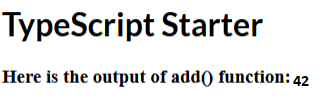 TypeScript Starter
Here is the output of add() function: 42